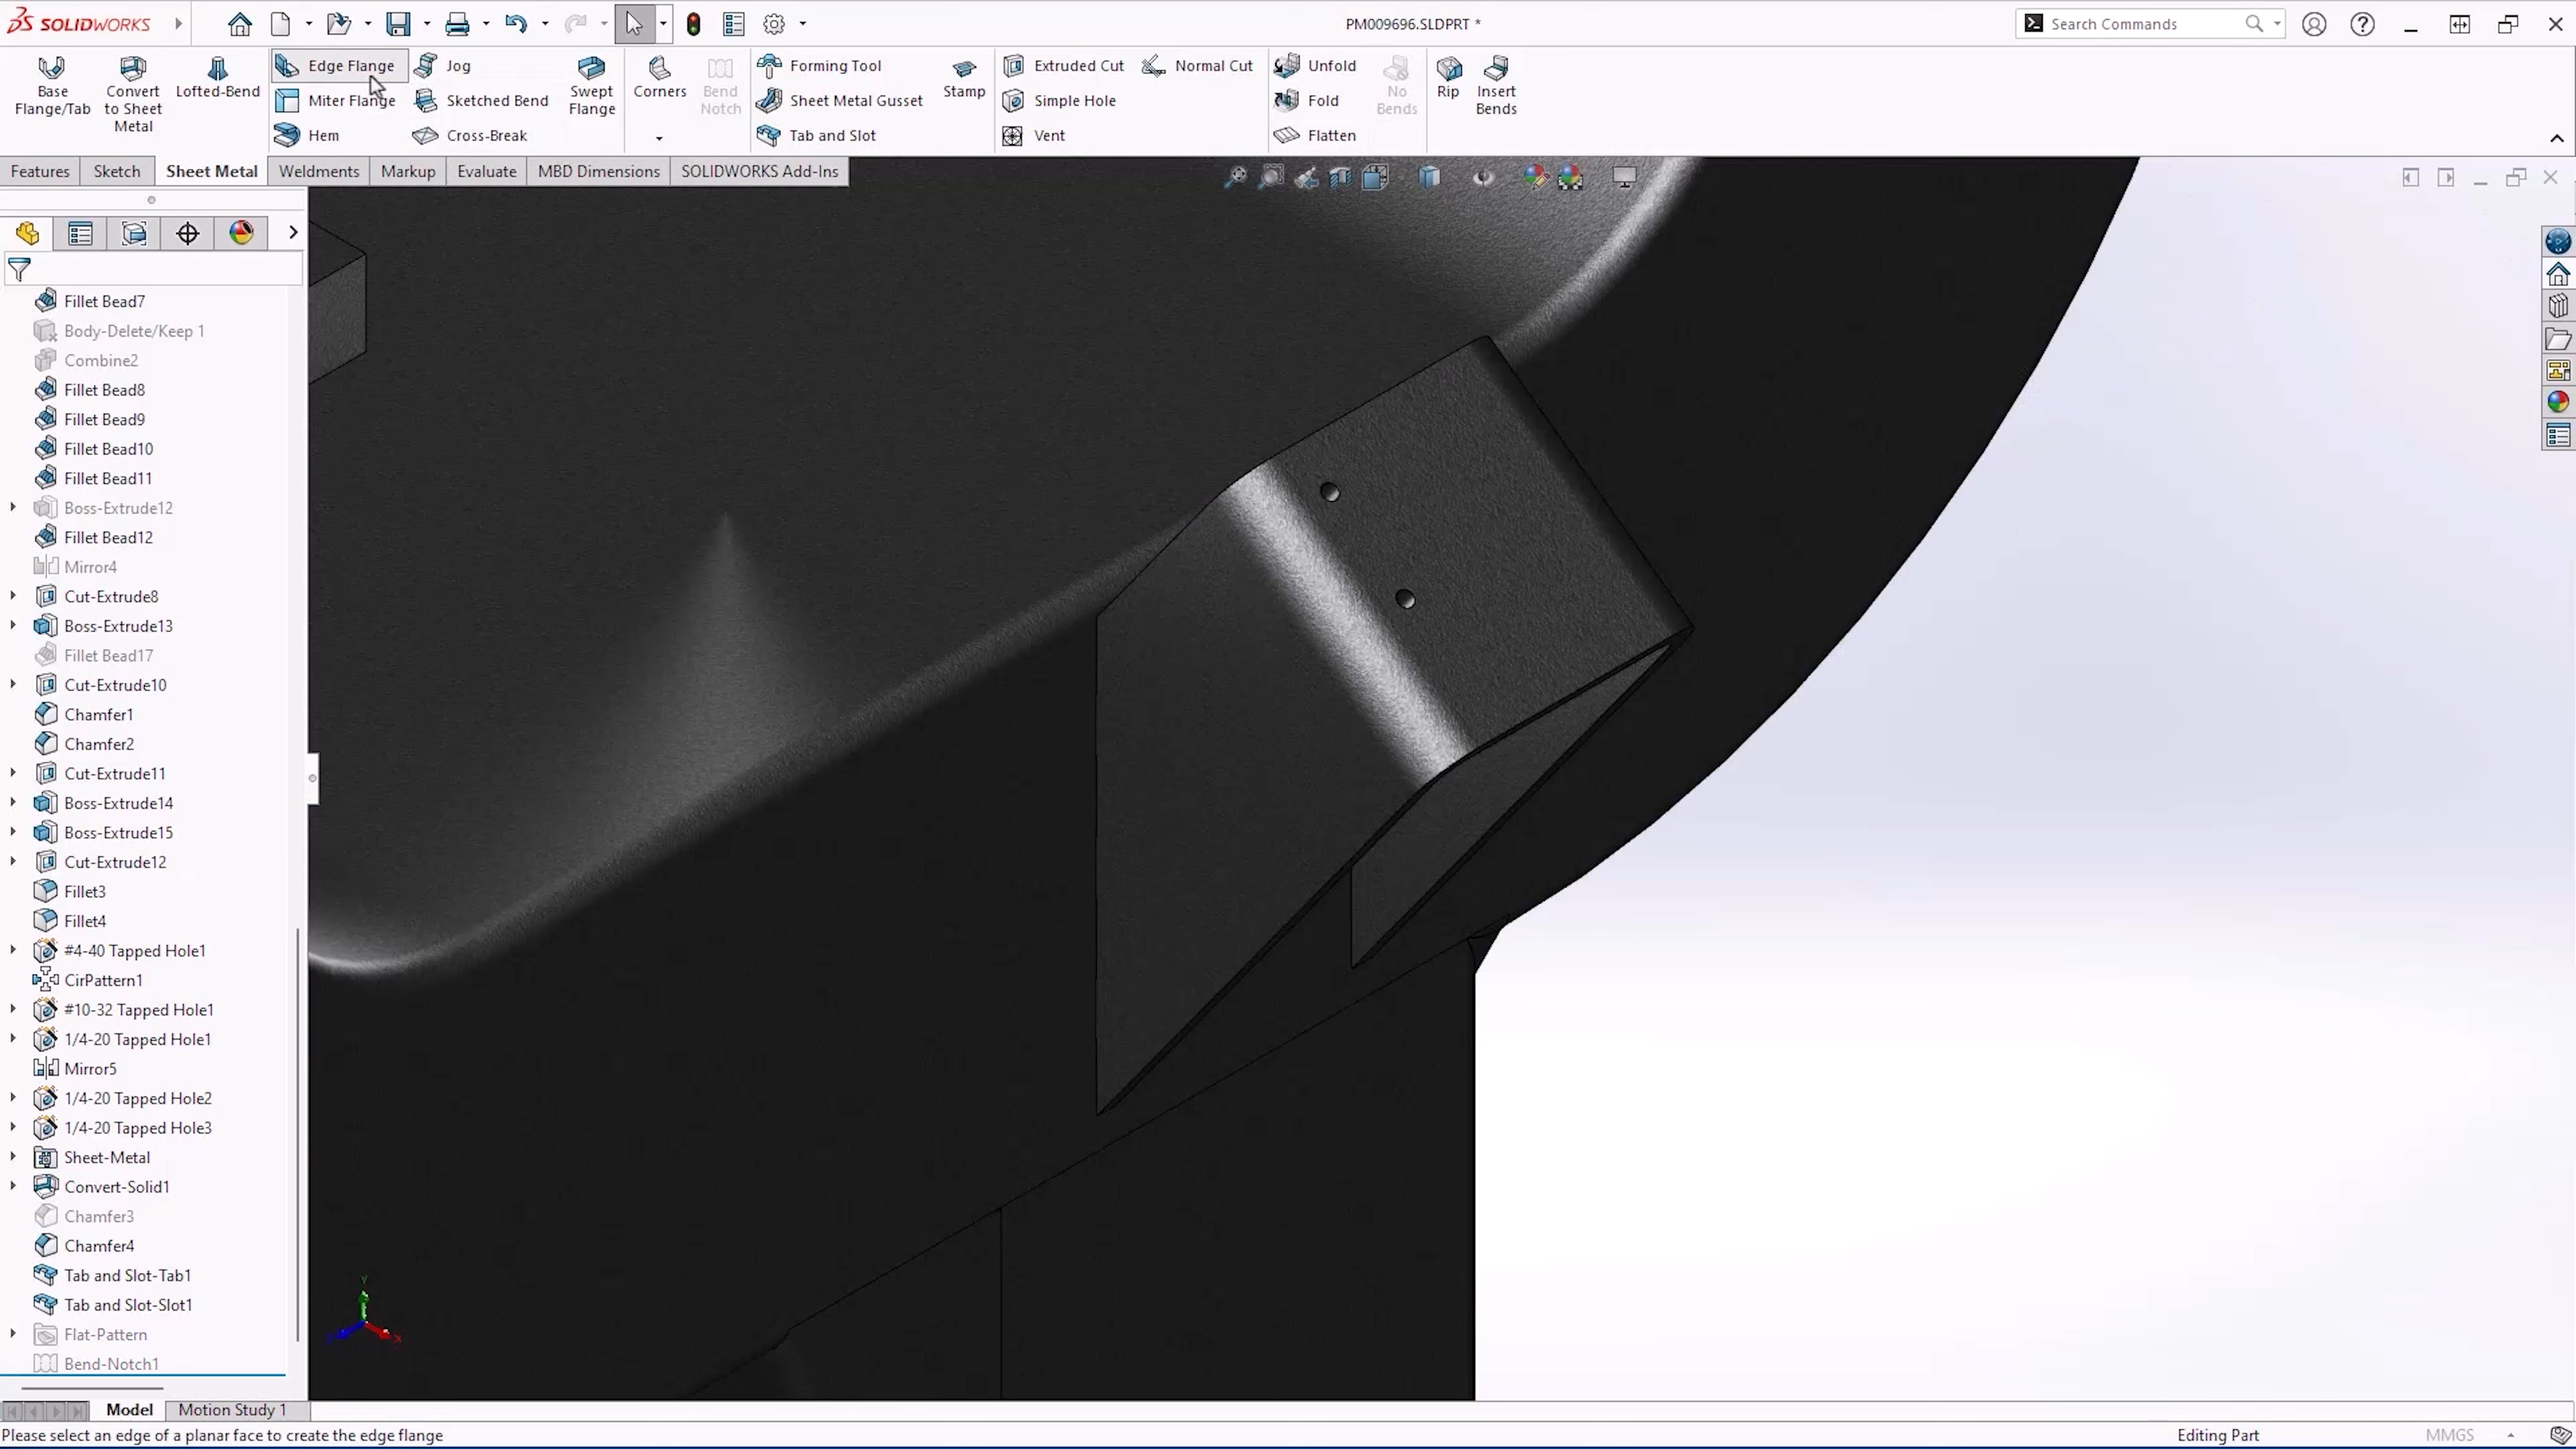 SOLIDWORKS
PM009696.SLDPRT *
Search Commands
Base Flange/Tab
Convert to Sheet Metal
Lofted-Bend
Edge Flange
Miter Flange
Hem
Jog
Sketched Bend
Cross-Break
Swept Flange
Corners
Bend Notch
Forming Tool
Sheet Metal Gusset
Tab and Slot
Stamp
Extruded Cut
Simple Hole
Vent
Normal Cut
Unfold
Fold
Flatten
No Bends
Rip
Insert Bends
Features
Sketch
Sheet Metal
Weldments
Markup
Evaluate
MBD Dimensions
SOLIDWORKS Add-Ins
Fillet Bead7
Body-Delete/Keep 1
Combine2
Fillet Bead8
Fillet Bead9
Fillet Bead10
Fillet Bead11
Boss-Extrude12
Fillet Bead12
Mirror4
Cut-Extrude8
Boss-Extrude13
Fillet Bead17
Cut-Extrude10
Chamfer1
Chamfer2
Cut-Extrude11
Boss-Extrude14
Boss-Extrude15
Cut-Extrude12
Fillet3
Fillet4
#4-40 Tapped Hole1
CirPattern1
#10-32 Tapped Hole1
1/4-20 Tapped Hole1
Mirror5
1/4-20 Tapped Hole2
1/4-20 Tapped Hole3
Sheet-Metal
Convert-Solid1
Chamfer3
Chamfer4
Tab and Slot-Tab1
Tab and Slot-Slot1
Flat-Pattern
Bend-Notch1
Y
X
Model
Motion Study 1
Please select an edge of a planar face to create the edge flange
Editing Part
MMGS